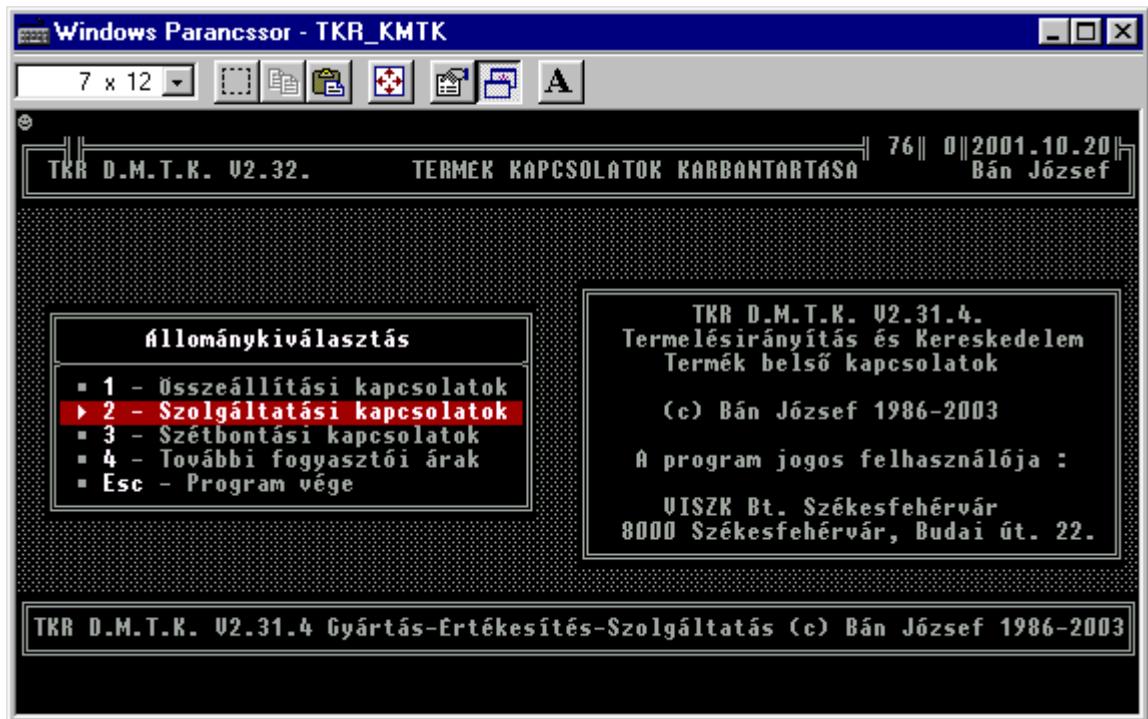 Windows Parancssor - TKR_KMTK
7 x 12
A
76 0 2001.10.20
TKR D.M.T.K. V2.32. TERMÉK KAPCSOLATOK KARBANTARTÁSA Bán József
Állománykiválasztás
1 - Összeállítási kapcsolatok
2 - Szolgáltatási kapcsolatok
3 - Szétbontási kapcsolatok
4 - További fogyasztói árak
Esc - Program vége
TKR D.M.T.K. V2.31.4.
Termelésirányítás és Kereskedelem
Termék belső kapcsolatok
(c) Bán József 1986-2003
A program jogos felhasználója :
VISZK Bt. Székesfehérvár
8000 Székesfehérvár, Budai út. 22.
TKR D.M.T.K. V2.31.4 Gyártás-Értékesítés-Szolgáltatás (c) Bán József 1986-2003